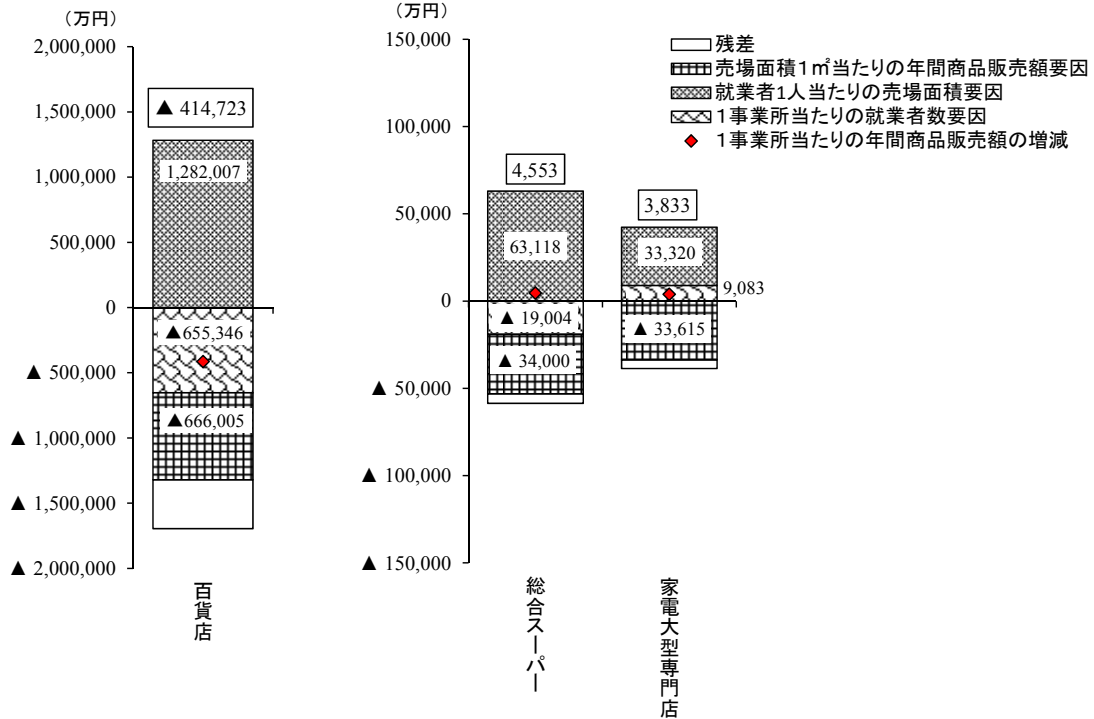 （万円）
2,000,000
1,500,000
1,000,000
500,000
0
▲ 500,000
▲ 1,000,000
▲ 1,500,000
▲ 2,000,000
▲ 414,723
1,282,007
▲655,346
▲666,005
百貨店
（万円）
150,000
100,000
50,000
0
▲ 50,000
▲ 100,000
▲ 150,000
4,553
63,118
▲ 19,004
▲ 34,000
総合スーパー
3,833
33,320
9,083
▲ 33,615
家電大型専門店
残差
売場面積１㎡当たりの年間商品販売額要因
就業者1人当たりの売場面積要因
１事業所当たりの就業者数要因
１事業所当たりの年間商品販売額の増減